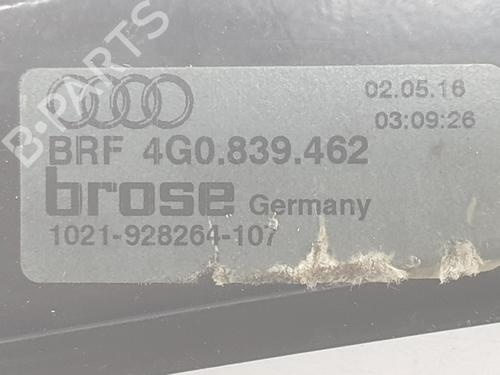 B-PARTS
02.05.16
03:09:26
BRF 4G0.839.462
brose Germany
1021-928264-107